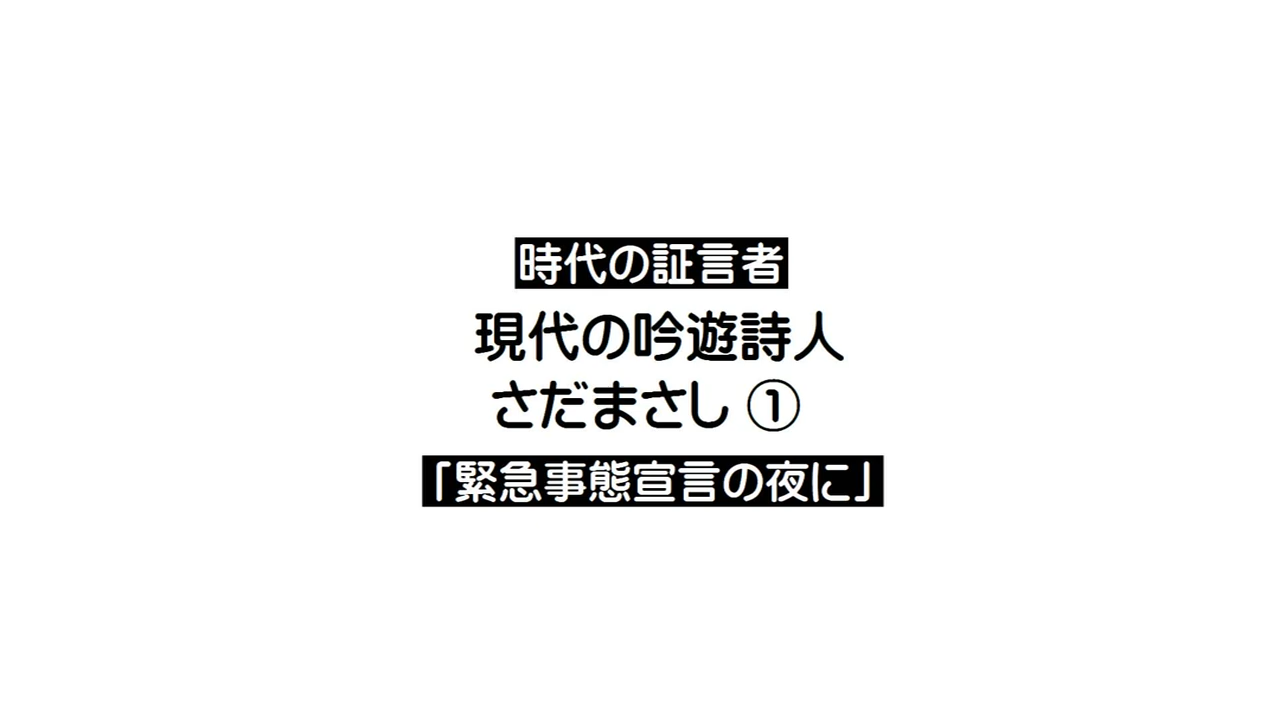 時代の証言者
現代の吟遊詩人
さだまさし ①
「緊急事態宣言の夜に」